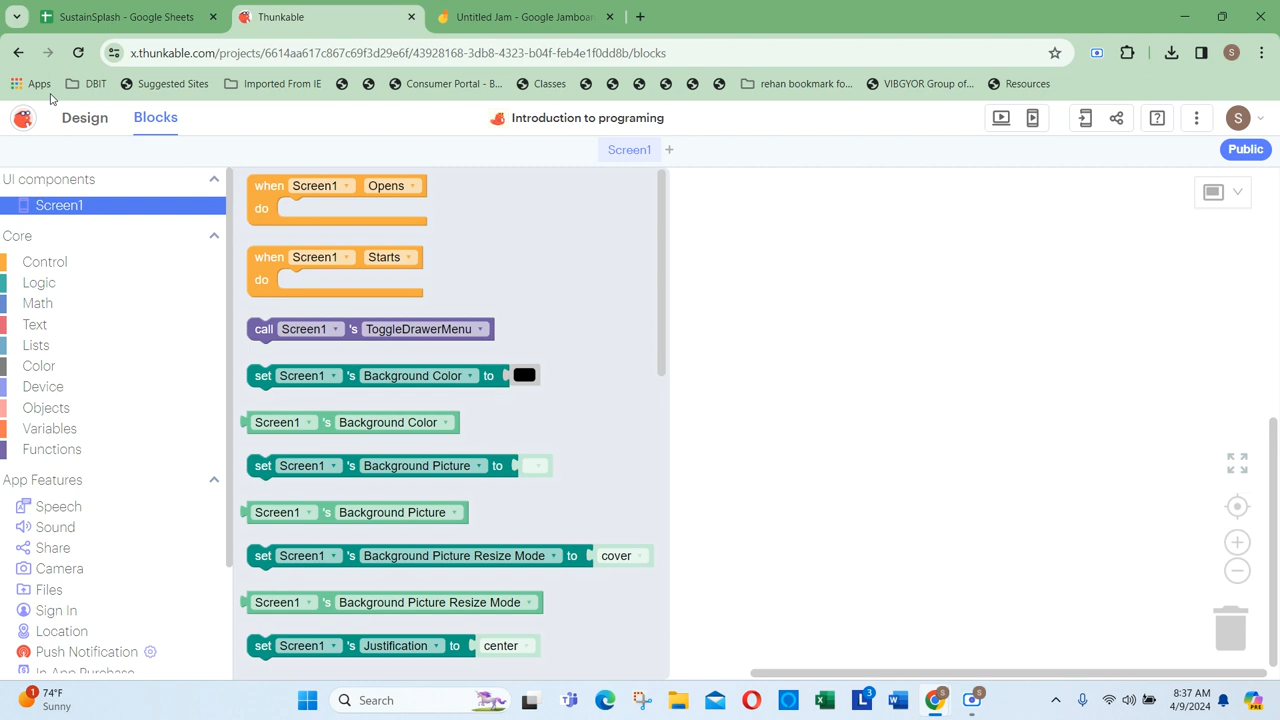 SustainSplash - Google Sheets
Thunkable
Untitled Jam - Google Jamboar
x.thunkable.com/projects/6614aa617c867c69f3d29e6f/43928168-3db8-4323-b04f-feb4e1f0dd8b/blocks
S
Apps
DBIT
Suggested Sites
Imported From IE
Consumer Portal - B...
Classes
rehan bookmark fo...
VIBGYOR Group of...
Resources
Design
Blocks
Introduction to programing
S
Screen1
Public
UI components
Screen1
Core
Control
Logic
Math
Text
Lists
Color
Device
Objects
Variables
Functions
App Features
Speech
Sound
Share
Camera
Files
Sign In
Location
Push Notification
In App Purchase
when Screen1 Opens
do
when Screen1 Starts
do
call Screen1 's ToggleDrawerMenu
set Screen1 's Background Color to
Screen1 's Background Color
set Screen1 's Background Picture to
Screen1 's Background Picture
set Screen1 's Background Picture Resize Mode to cover
Screen1 's Background Picture Resize Mode
set Screen1 's Justification to center
1
74°F
Sunny
Search
3
8:37 AM
4/9/2024